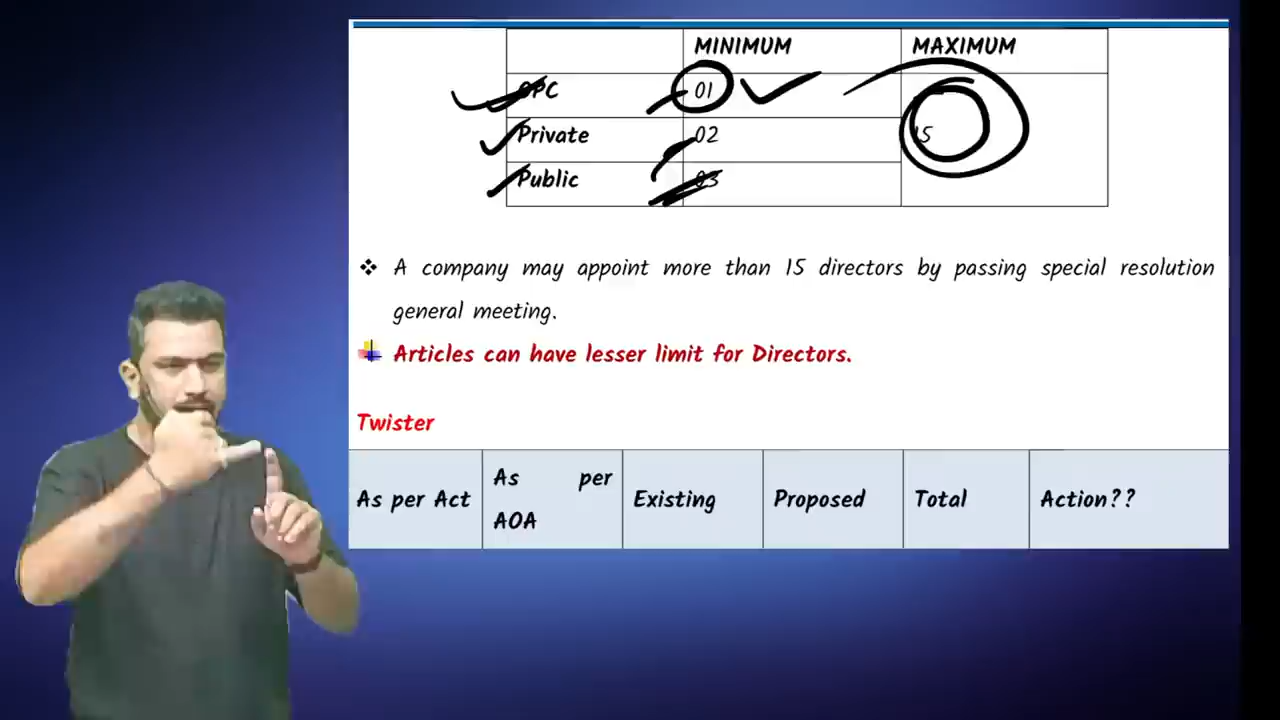 MINIMUM MAXIMUM
OPC 01
Private 02 15
Public 03
❖ A company may appoint more than 15 directors by passing special resolution
general meeting.
Articles can have lesser limit for Directors.
Twister
As per Act As per AOA Existing Proposed Total Action??